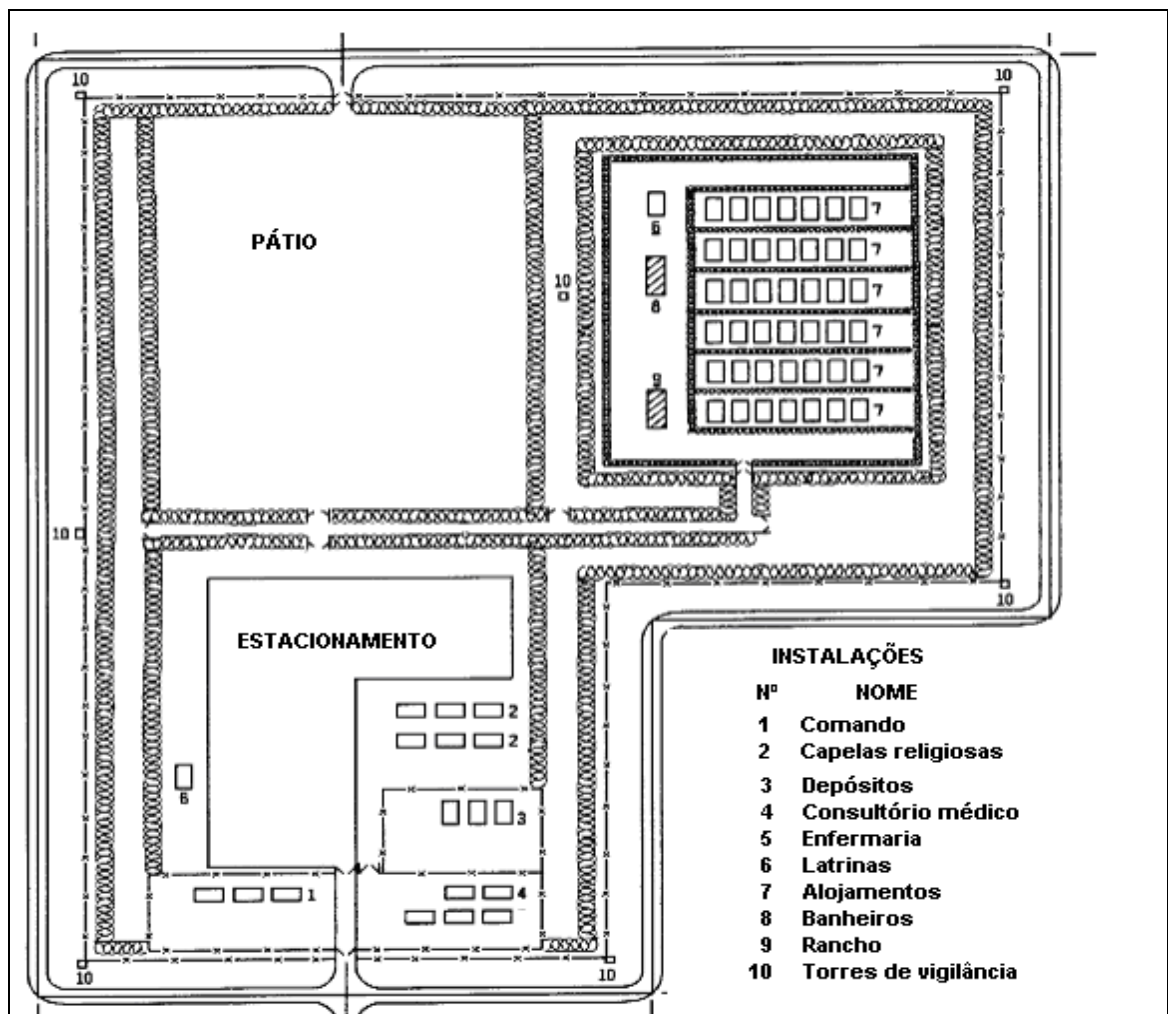 10
10
PÁTIO
6
7
7
10
8
7
7
7
7
10
10
ESTACIONAMENTO
2
2
6
3
1
4
10
10
INSTALAÇÕES
Nº NOME
1 Comando
2 Capelas religiosas
3 Depósitos
4 Consultório médico
5 Enfermaria
6 Latrinas
7 Alojamentos
8 Banheiros
9 Rancho
10 Torres de vigilância